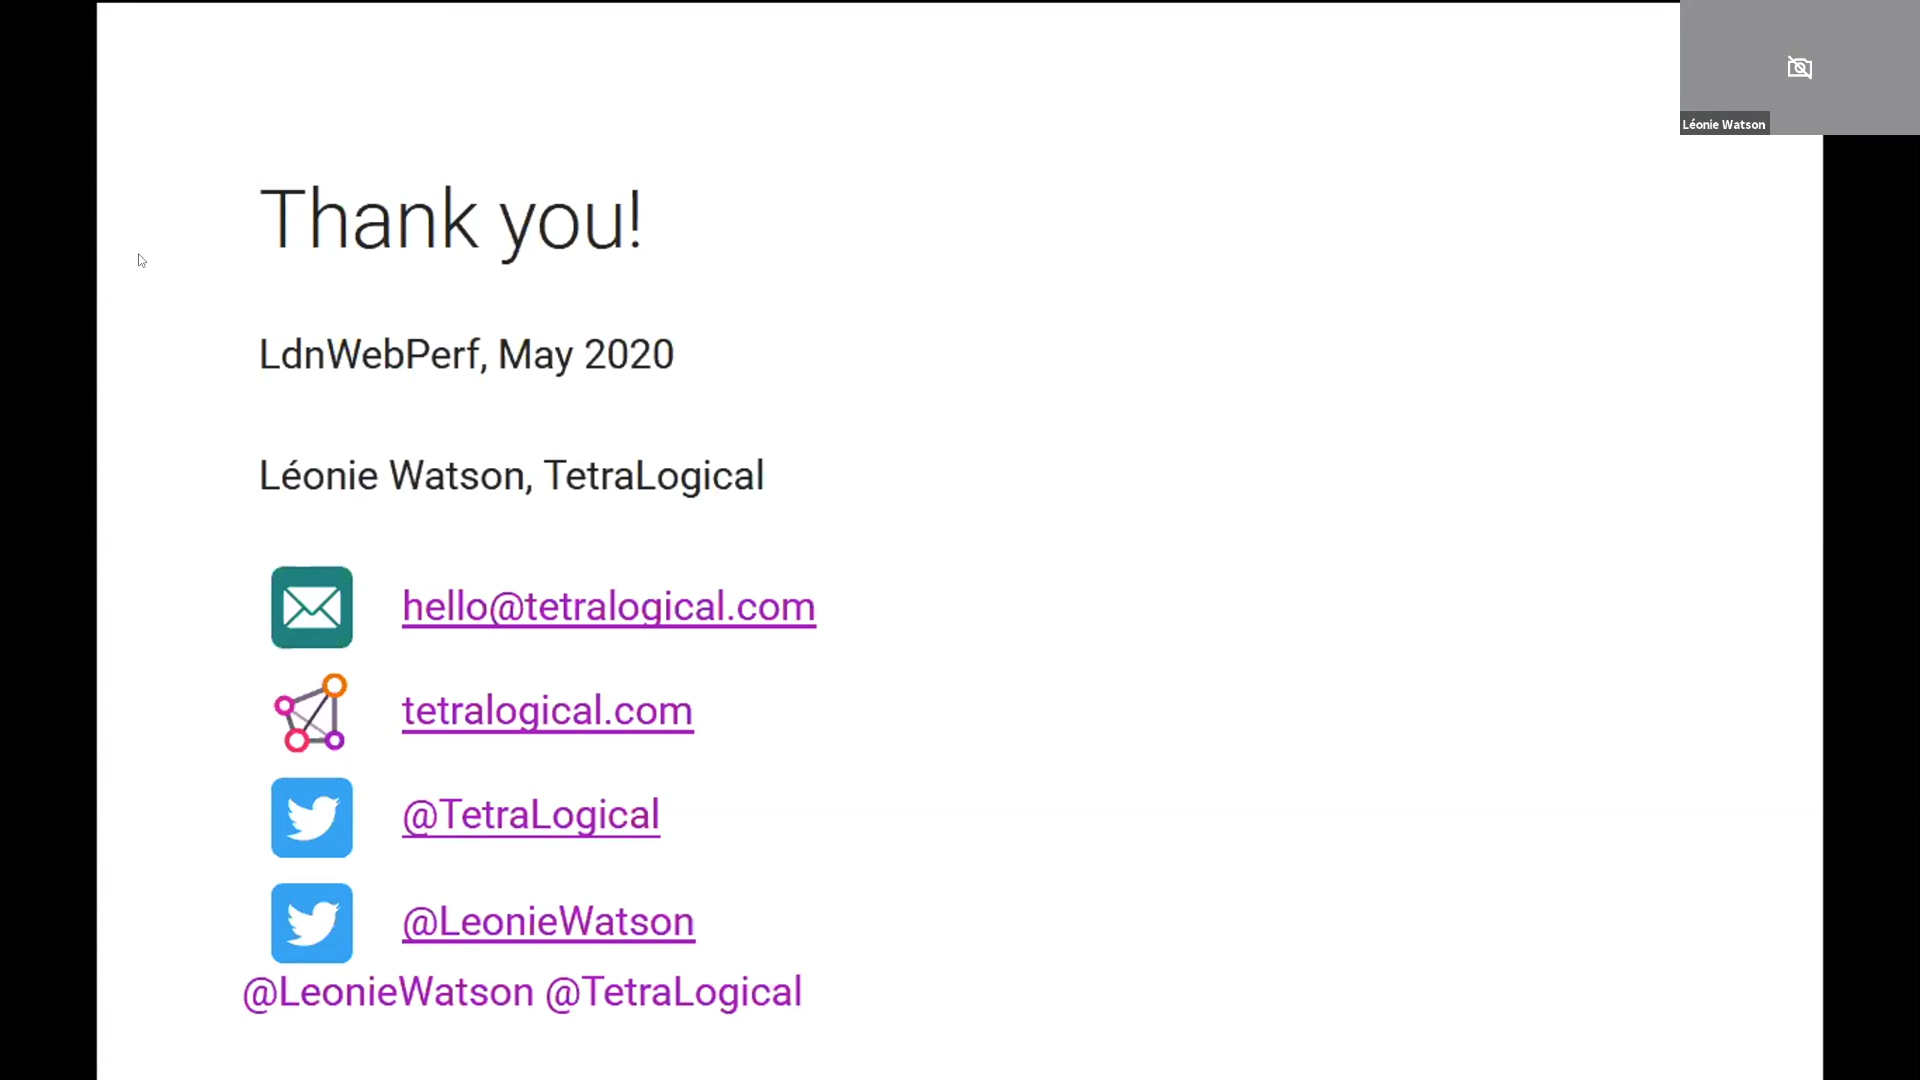 Léonie Watson
Thank you!
LdnWebPerf, May 2020
Léonie Watson, TetraLogical
hello@tetralogical.com
tetralogical.com
@TetraLogical
@LeonieWatson
@LeonieWatson @TetraLogical